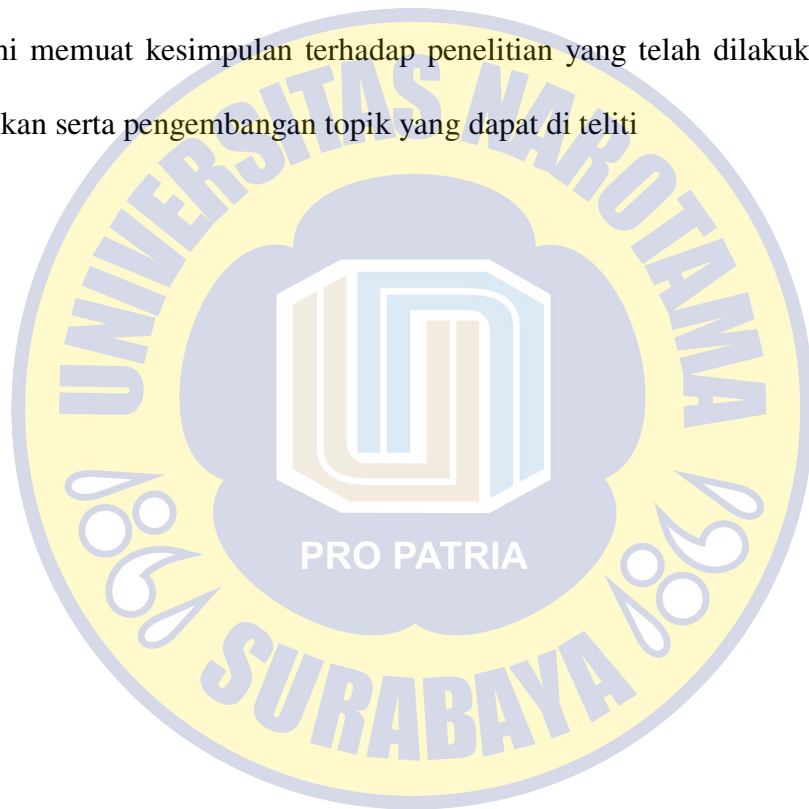 ni memuat kesimpulan terhadap penelitian yang telah dilakuk
kan serta pengembangan topik yang dapat di teliti
UNIVERSITAS NAROTAMA
PRO PATRIA
SURABAYA